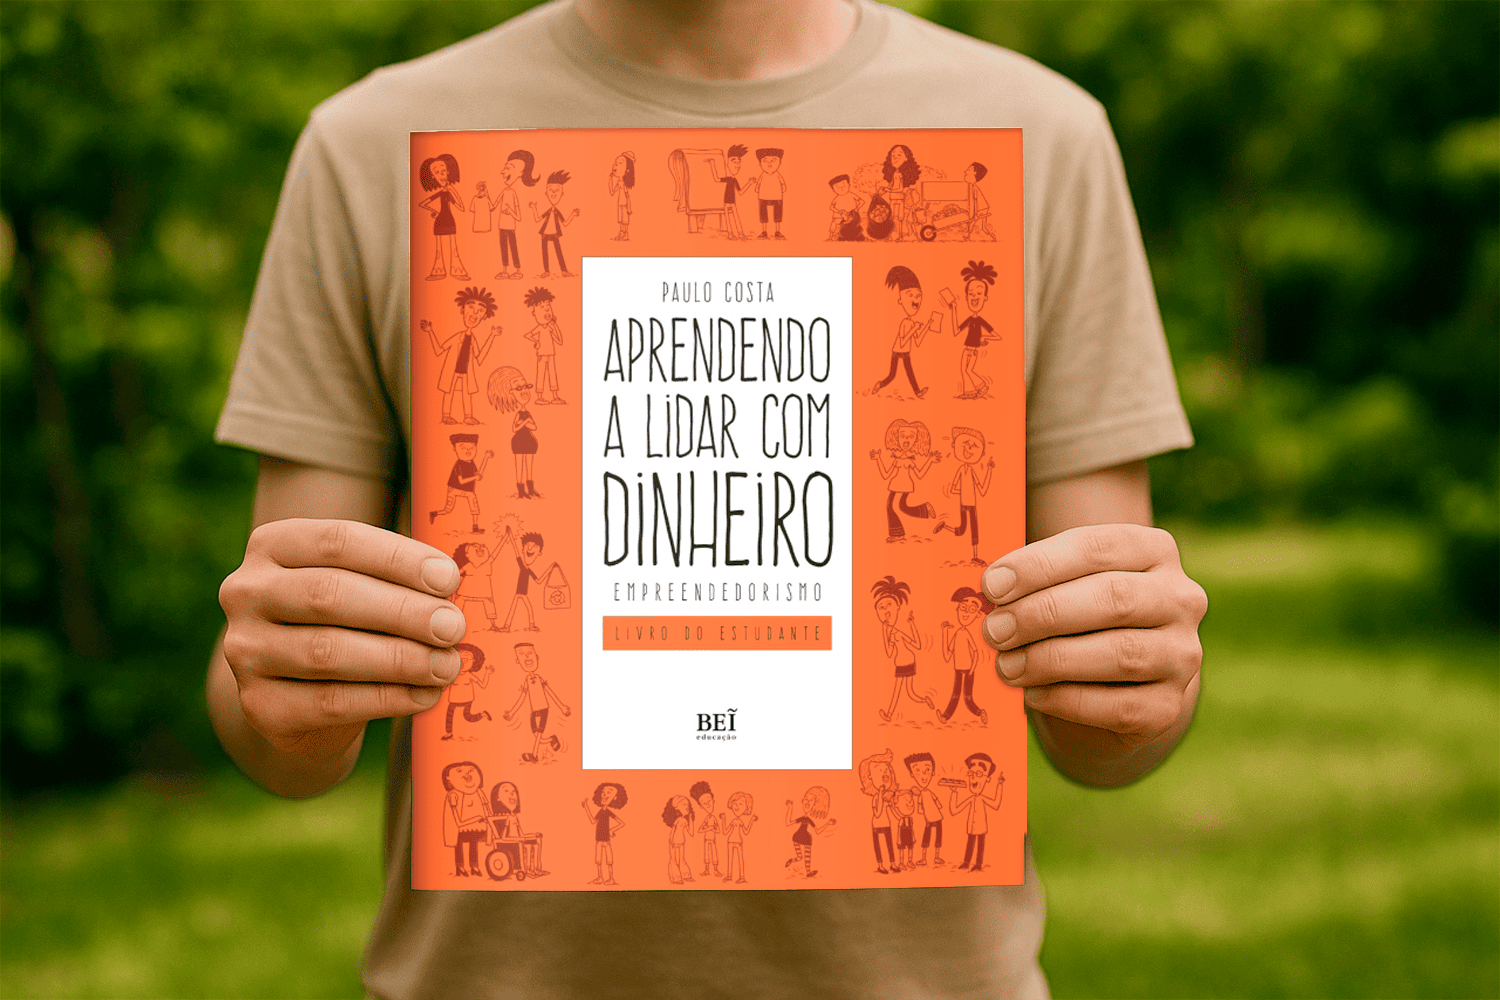 PAULO COSTA
APRENDENDO
A LIDAR COM
DINHEIRO
EMPREENDEDORISMO
LIVRO DO ESTUDANTE
BEĨ
educação